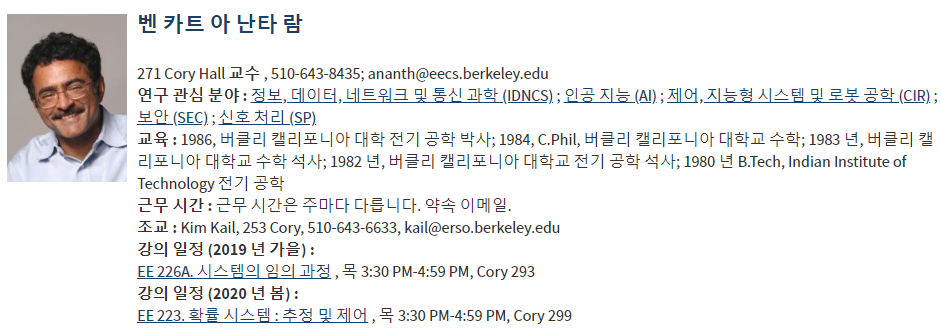 벤 카트 아 난타 람
271 Cory Hall 교수 , 510-643-8435; ananth@eecs.berkeley.edu
연구 관심 분야 : 정보, 데이터, 네트워크 및 통신 과학 (IDNCS) ; 인공 지능 (AI) ; 제어, 지능형 시스템 및 로봇 공학 (CIR) ;
보안 (SEC) ; 신호 처리 (SP)
교육 : 1986, 버클리 캘리포니아 대학 전기 공학 박사; 1984, C.Phil, 버클리 캘리포니아 대학교 수학; 1983 년, 버클리 캘
리포니아 대학교 수학 석사; 1982 년, 버클리 캘리포니아 대학교 전기 공학 석사; 1980 년 B.Tech, Indian Institute of
Technology 전기 공학
근무 시간 : 근무 시간은 주마다 다릅니다. 약속 이메일.
조교 : Kim Kail, 253 Cory, 510-643-6633, kail@erso.berkeley.edu
강의 일정 (2019 년 가을) :
EE 226A. 시스템의 임의 과정 , 목 3:30 PM-4:59 PM, Cory 293
강의 일정 (2020 년 봄) :
EE 223. 확률 시스템 : 추정 및 제어 , 목 3:30 PM-4:59 PM, Cory 299